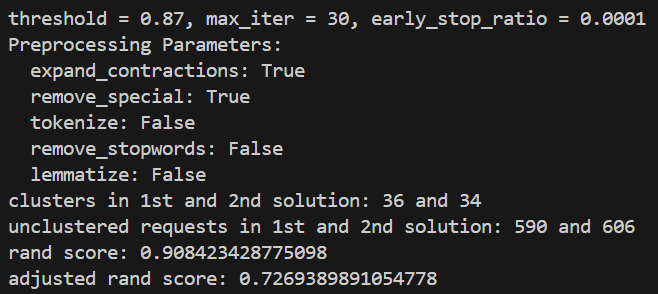 threshold = 0.87, max_iter = 30, early_stop_ratio = 0.0001
Preprocessing Parameters:
  expand_contractions: True
  remove_special: True
  tokenize: False
  remove_stopwords: False
  lemmatize: False
clusters in 1st and 2nd solution: 36 and 34
unclustered requests in 1st and 2nd solution: 590 and 606
rand score: 0.908423428775098
adjusted rand score: 0.7269389891054778